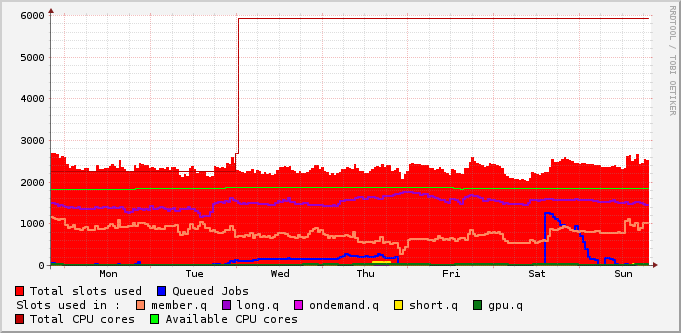 6000
5000
4000
3000
2000
1000
0
Mon Tue Wed Thu Fri Sat Sun
RRDTOOL / TOBI OETIKER
Total slots used Queued Jobs
Slots used in : member.q long.q ondemand.q short.q gpu.q
Total CPU cores Available CPU cores